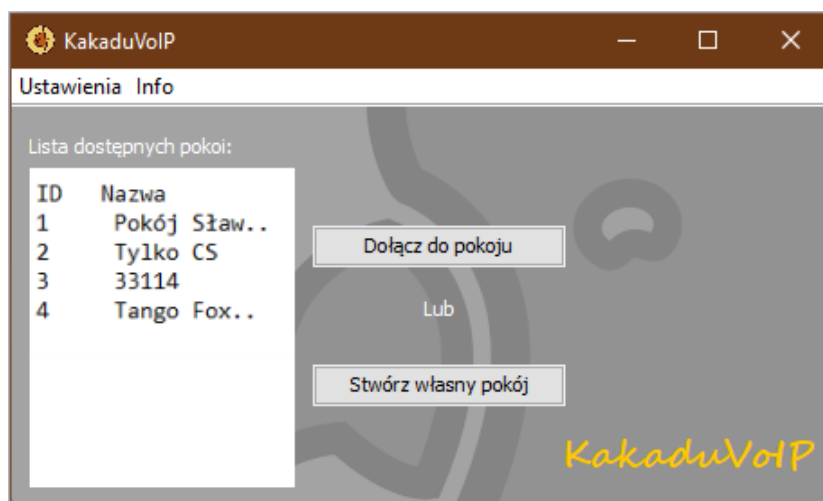 KakaduVoIP
Ustawienia Info
Lista dostępnych pokoi:
ID Nazwa
1 Pokój Sław..
2 Tylko CS
3 33114
4 Tango Fox..
Dołącz do pokoju
Lub
Stwórz własny pokój
KakaduVoIP